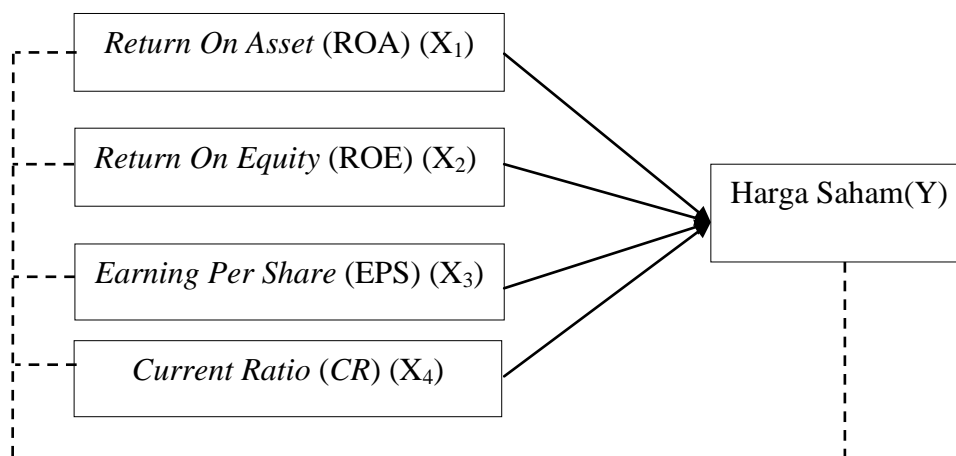 Return On Asset (ROA) (X₁)
Return On Equity (ROE) (X₂)
Harga Saham(Y)
Earning Per Share (EPS) (X₃)
Current Ratio (CR) (X₄)